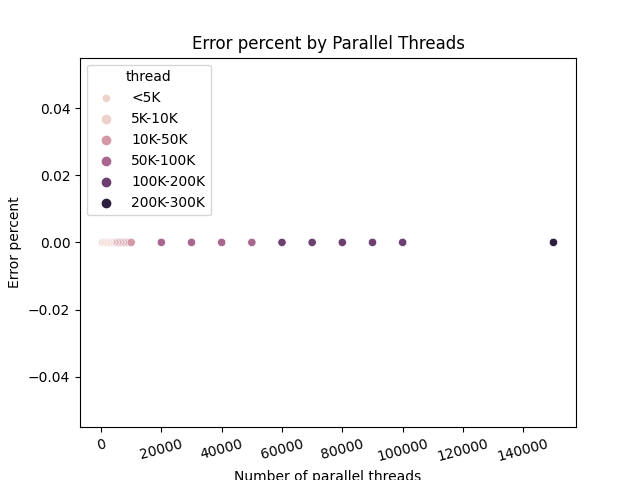 Error percent by Parallel Threads
thread
<5K
5K-10K
10K-50K
50K-100K
100K-200K
200K-300K
0.04
0.02
0.00
−0.02
−0.04
Error percent
0 20000 40000 60000 80000 100000 120000 140000
Number of parallel threads